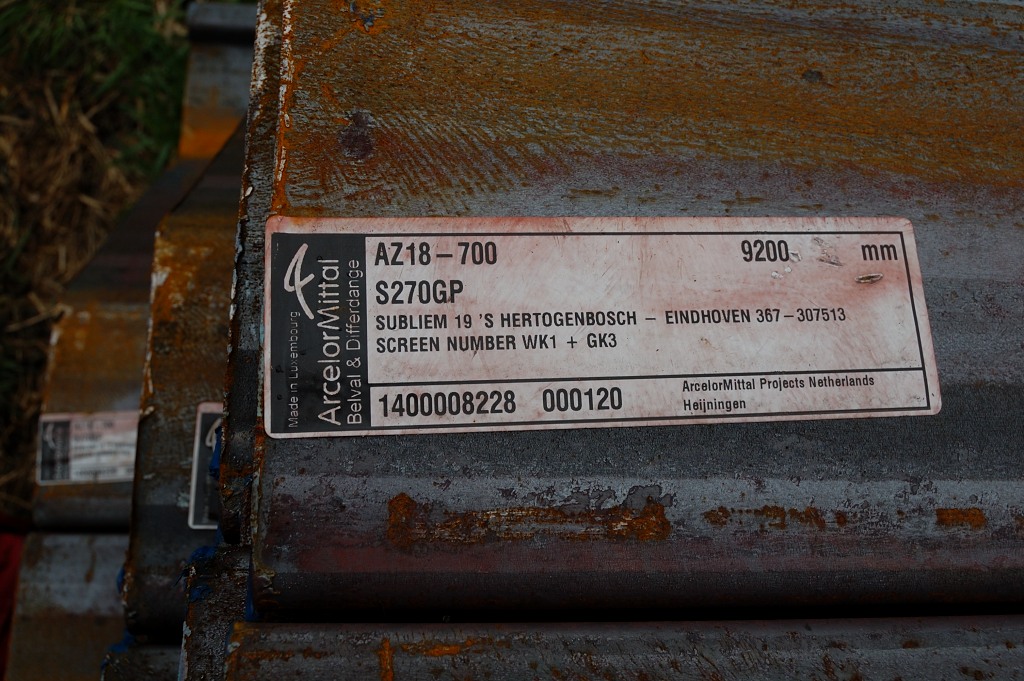 AZ18-700 9200 mm
S270GP
SUBLIEM 19 'S HERTOGENBOSCH - EINDHOVEN 367-307513
SCREEN NUMBER WK1 + GK3
1400008228 000120
ArcelorMittal Projects Netherlands
Heijningen
Made in Luxembourg
ArcelorMittal
Belval & Differdange